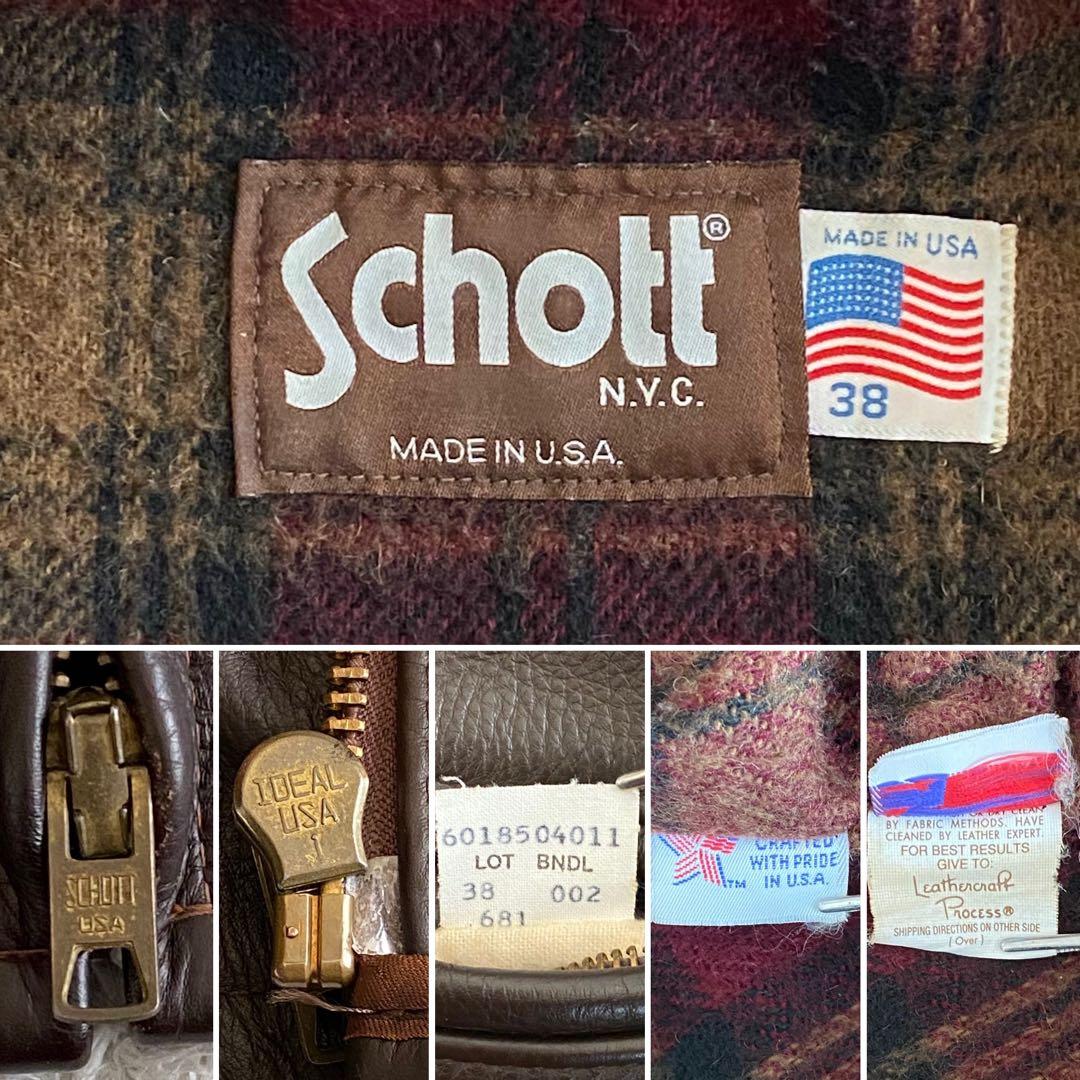 Schott®
N.Y.C.
MADE IN U.S.A.
MADE IN USA
38
SCHOTT
USA
IDEAL
USA
6018504011
LOT BNDL
38 002
681
CRAFTED
WITH PRIDE
TM IN U.S.A.
BY FABRIC METHODS. HAVE
CLEANED BY LEATHER EXPERT.
FOR BEST RESULTS
GIVE TO:
Leathercraft
Process®
SHIPPING DIRECTIONS ON OTHER SIDE
(Over)